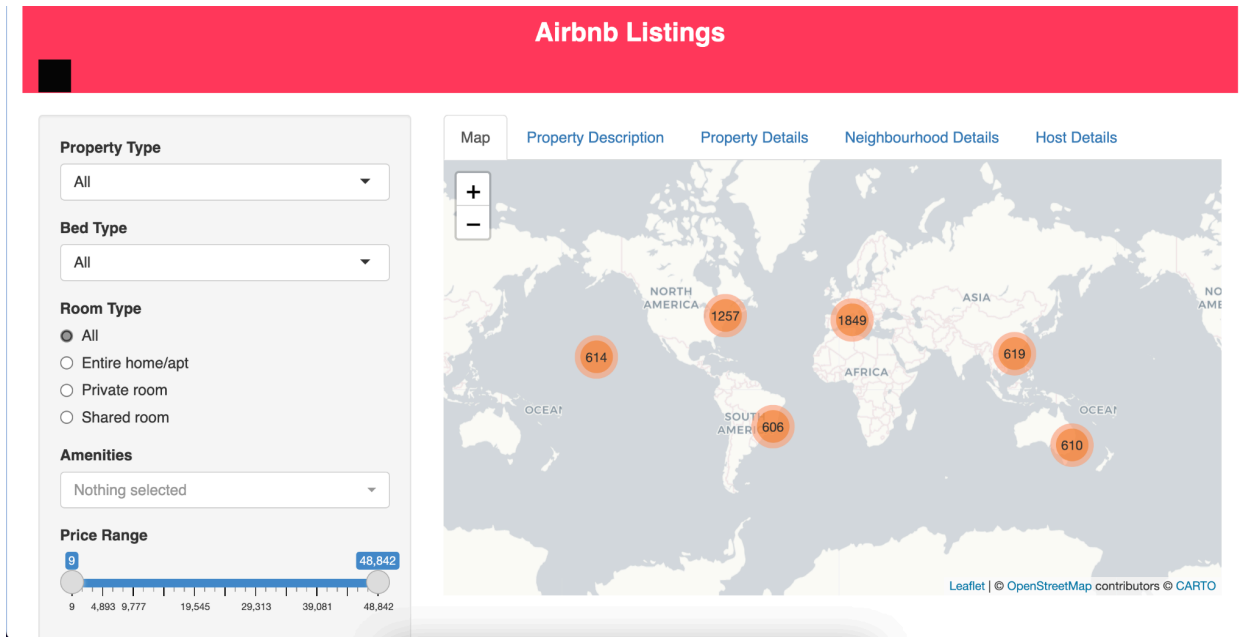 Airbnb Listings
Property Type
All
Bed Type
All
Room Type
All
Entire home/apt
Private room
Shared room
Amenities
Nothing selected
Price Range
9 48,842
9 4,893 9,777 19,545 29,313 39,081 48,842
Map Property Description Property Details Neighbourhood Details Host Details
+
−
NORTH
AMERICA
1257
1849
ASIA
NO
AME
614
619
AFRICA
OCEAN
SOUTH
AMERI
606
OCEAN
610
Leaflet | © OpenStreetMap contributors © CARTO